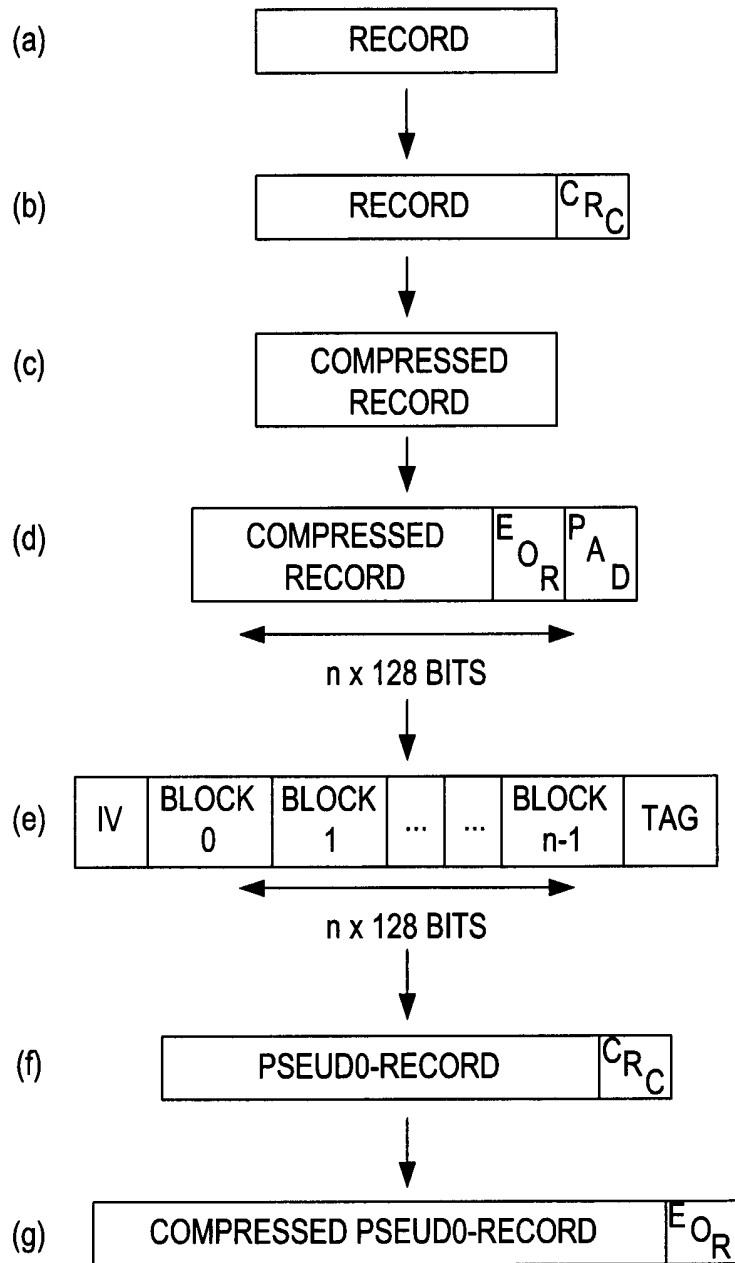 (a) RECORD
(b) RECORD CRC
(c) COMPRESSED
RECORD
(d) COMPRESSED
RECORD EOR PAD
n x 128 BITS
(e) IV BLOCK
0 BLOCK
1 ... ... BLOCK
n-1 TAG
n x 128 BITS
(f) PSEUD0-RECORD CRC
(g) COMPRESSED PSEUD0-RECORD EOR